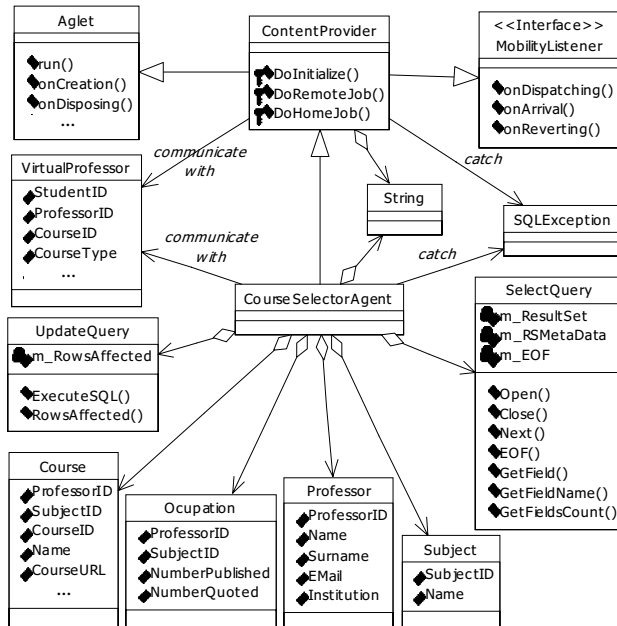 Aglet
run()
onCreation()
onDisposing()
...
ContentProvider
DoInitialize()
DoRemoteJob()
DoHomeJob()
<<Interface>>
MobilityListener
onDispatching()
onArrival()
onReverting()
communicate
with
catch
VirtualProfessor
StudentID
ProfessorID
CourseID
CourseType
...
String
SQLException
communicate
with
catch
CourseSelectorAgent
SelectQuery
m_ResultSet
m_RSMetaData
m_EOF
Open()
Close()
Next()
EOF()
GetField()
GetFieldName()
GetFieldsCount()
UpdateQuery
m_RowsAffected
ExecuteSQL()
RowsAffected()
Course
ProfessorID
SubjectID
CourseID
Name
CourseURL
...
Ocupation
ProfessorID
SubjectID
NumberPublished
NumberQuoted
Professor
ProfessorID
Name
Surname
EMail
Institution
Subject
SubjectID
Name